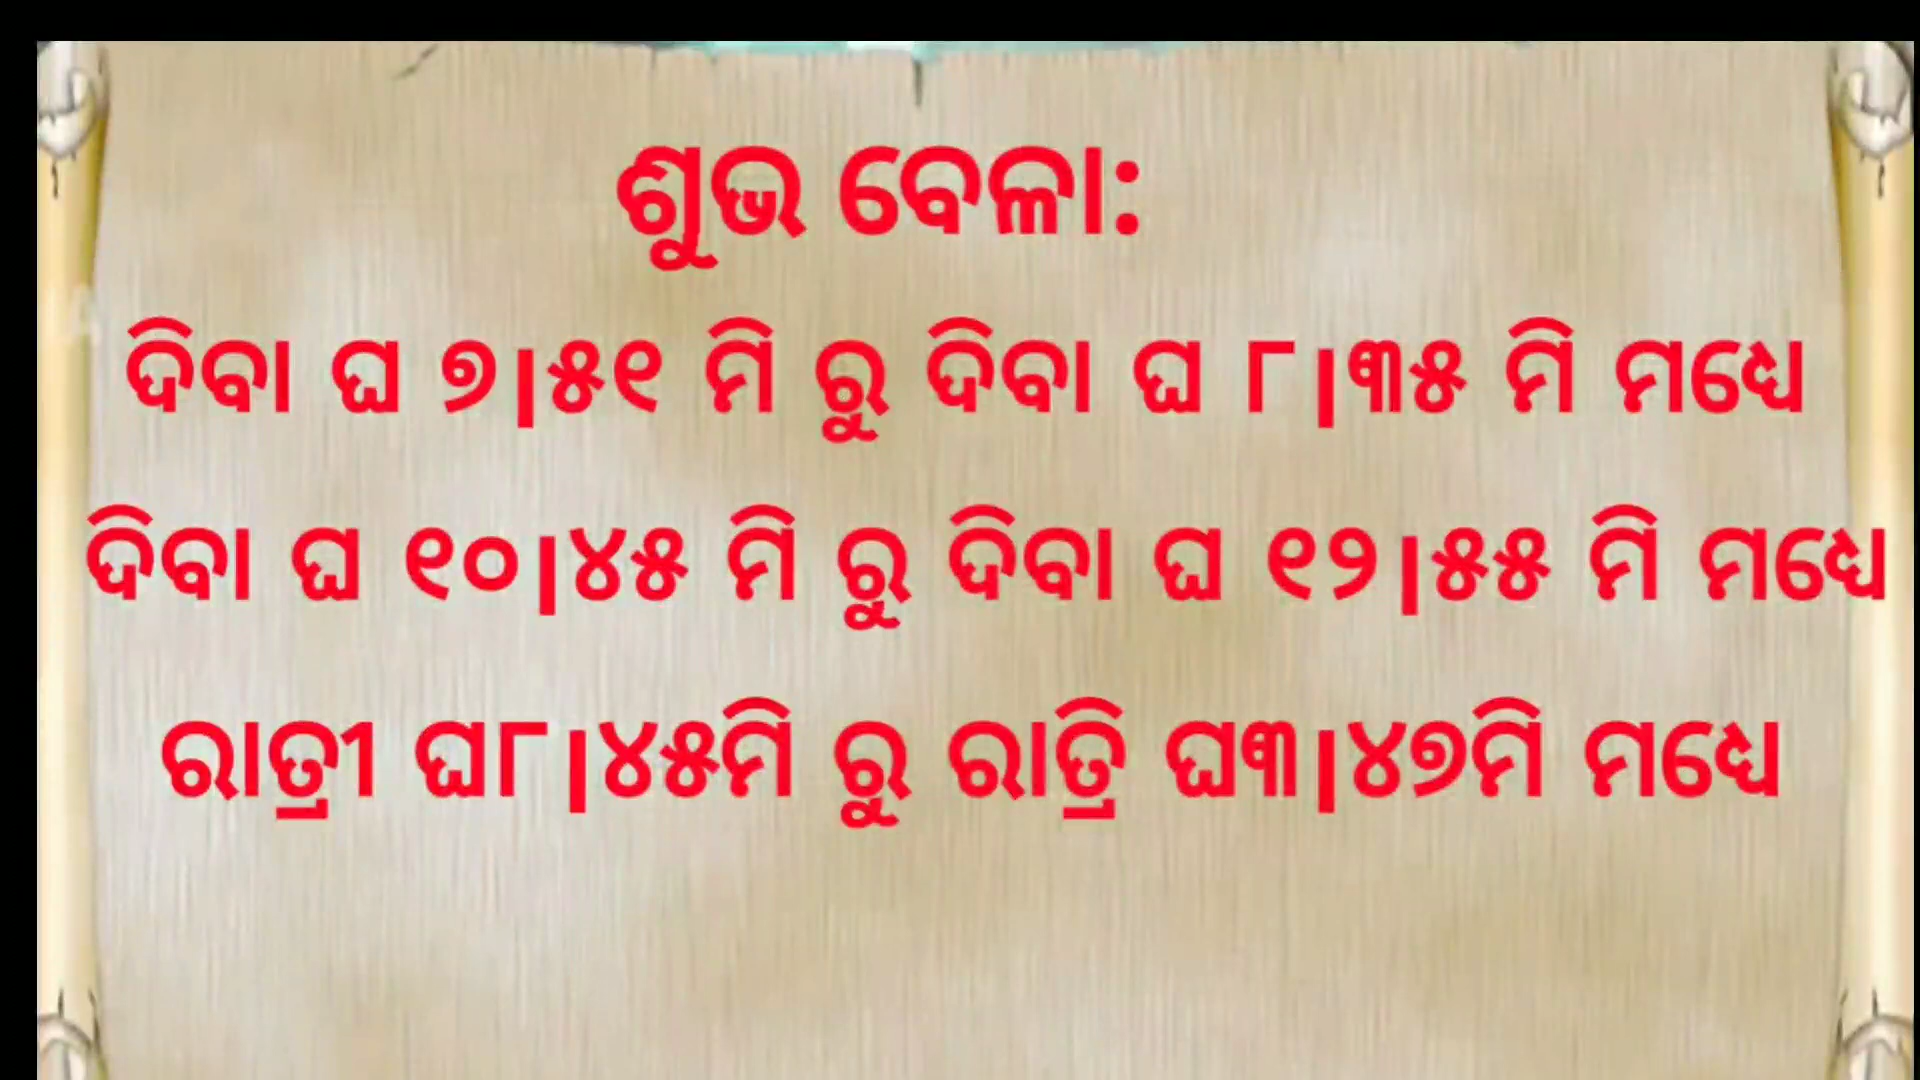 ଶୁଭ ବେଳା:
ଦିବା ଘ ୭|୫୧ ମି ରୁ ଦିବା ଘ ୮|୩୫ ମି ମଧ୍ୟେ
ଦିବା ଘ ୧୦|୪୫ ମି ରୁ ଦିବା ଘ ୧୨|୫୫ ମି ମଧ୍ୟେ
ରାତ୍ରୀ ଘ୮|୪୫ମି ରୁ ରାତ୍ରି ଘ୩|୪୭ମି ମଧ୍ୟେ